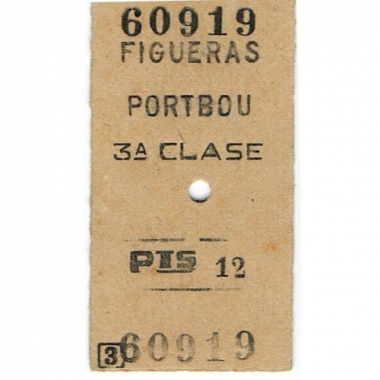 60919
FIGUERAS
PORTBOU
3A CLASE
PTS 12
3 60919